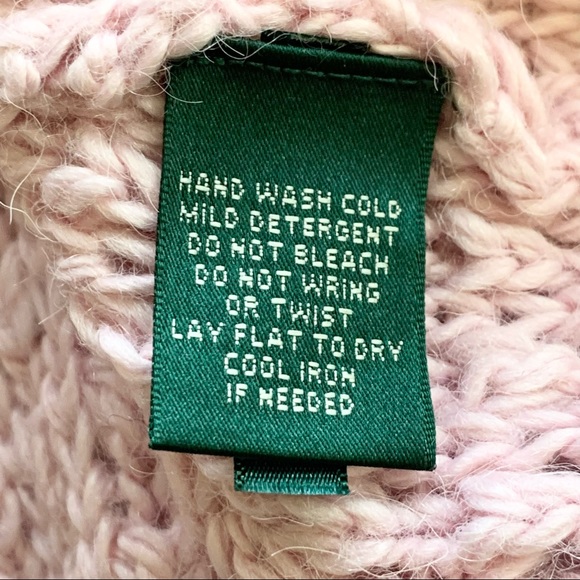 HAND WASH COLD
MILD DETERGENT
DO NOT BLEACH
DO NOT WRING
OR TWIST
LAY FLAT TO DRY
COOL IRON
IF NEEDED